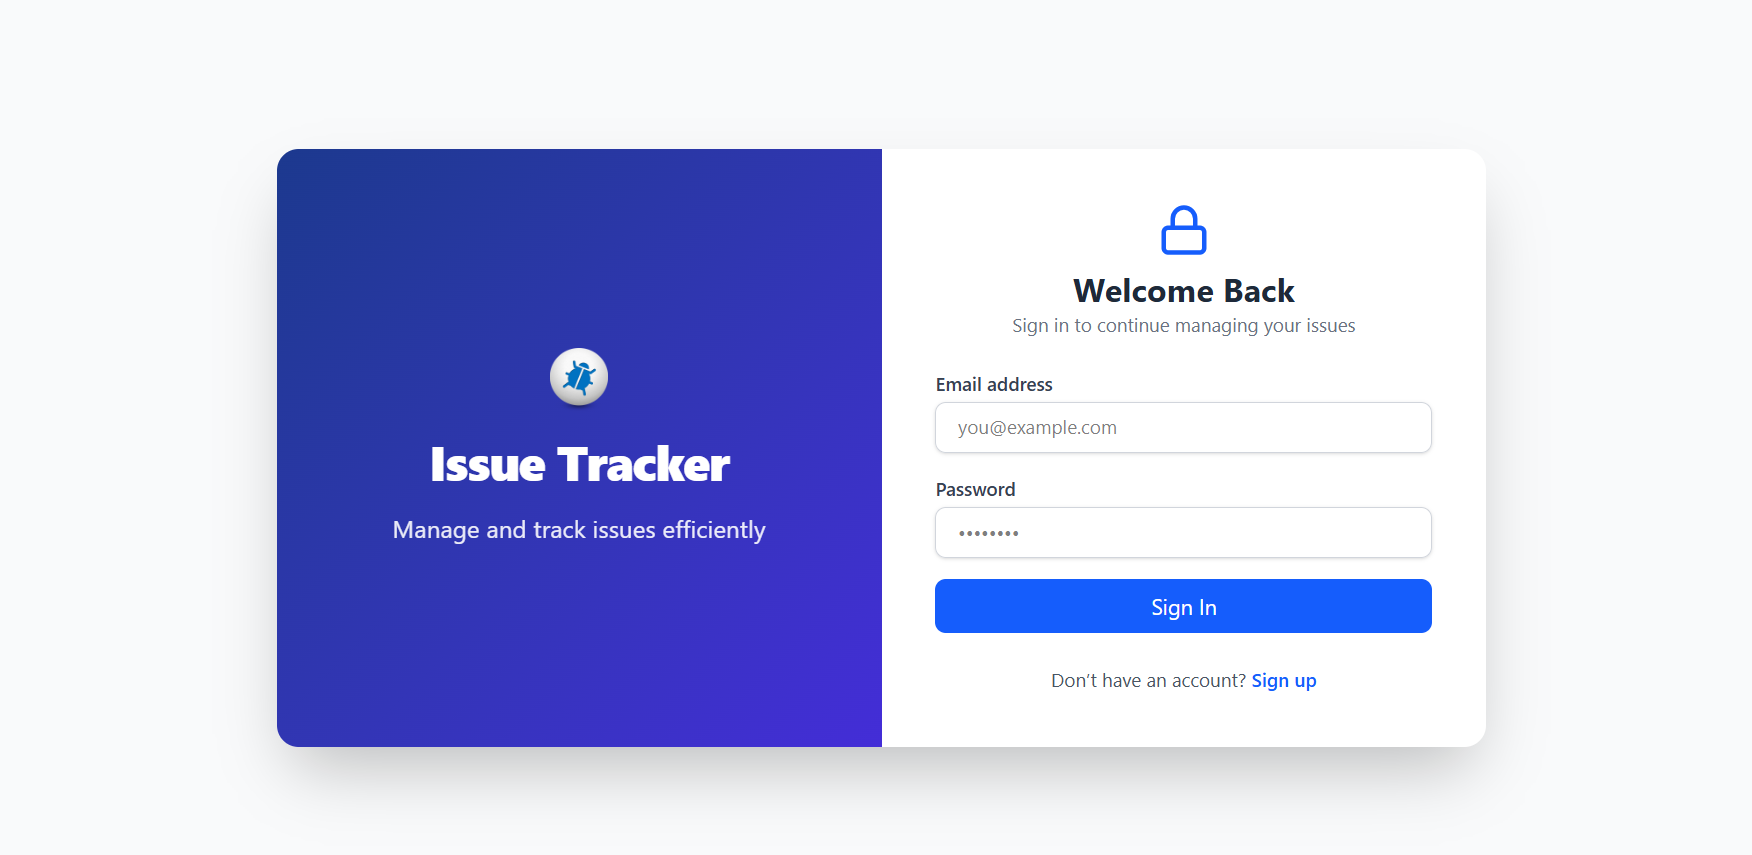 Issue Tracker
Manage and track issues efficiently
Welcome Back
Sign in to continue managing your issues
Email address
you@example.com
Password
••••••••
Sign In
Don’t have an account? Sign up